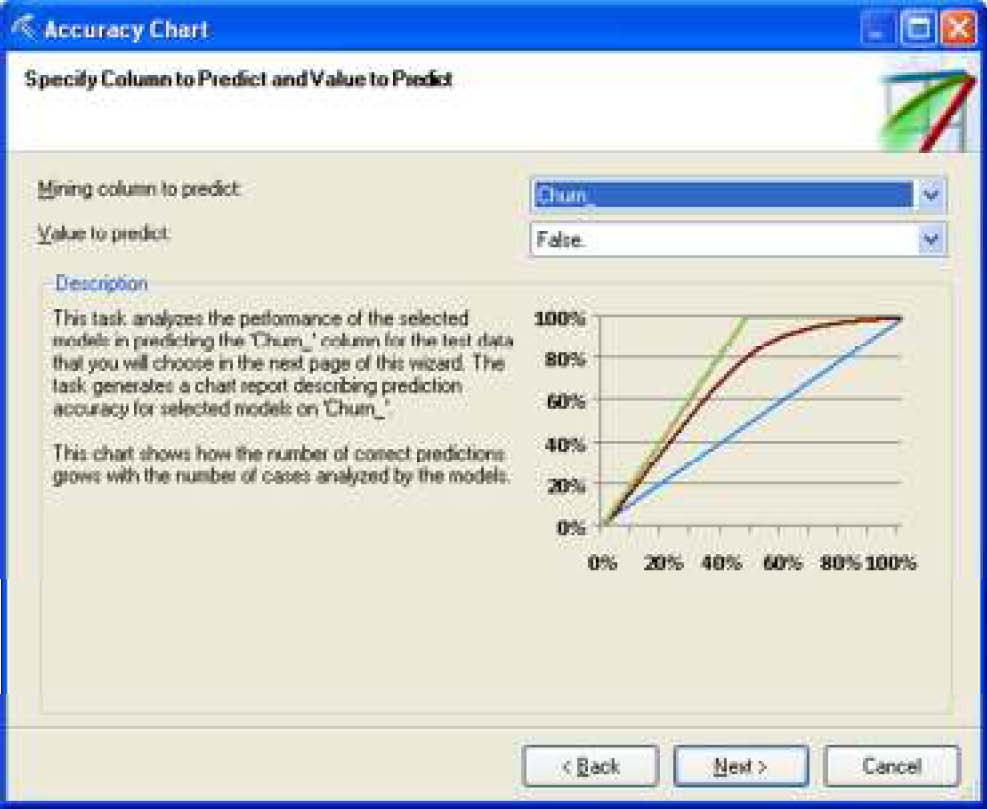 Accuracy Chart
Specify Column to Predict and Value to Predict
Mining column to predict:
Churn_
Value to predict:
False.
Description
This task analyzes the performance of the selected
models in predicting the 'Churn_' column for the test data
that you will choose in the next page of this wizard. The
task generates a chart report describing prediction
accuracy for selected models on 'Churn_'.
This chart shows how the number of correct predictions
grows with the number of cases analyzed by the models.
100%
80%
60%
40%
20%
0%
0% 20% 40% 60% 80% 100%
< Back
Next >
Cancel